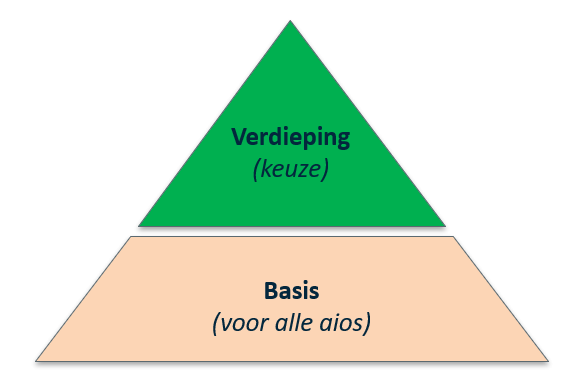 Verdieping
(keuze)
Basis
(voor alle aios)